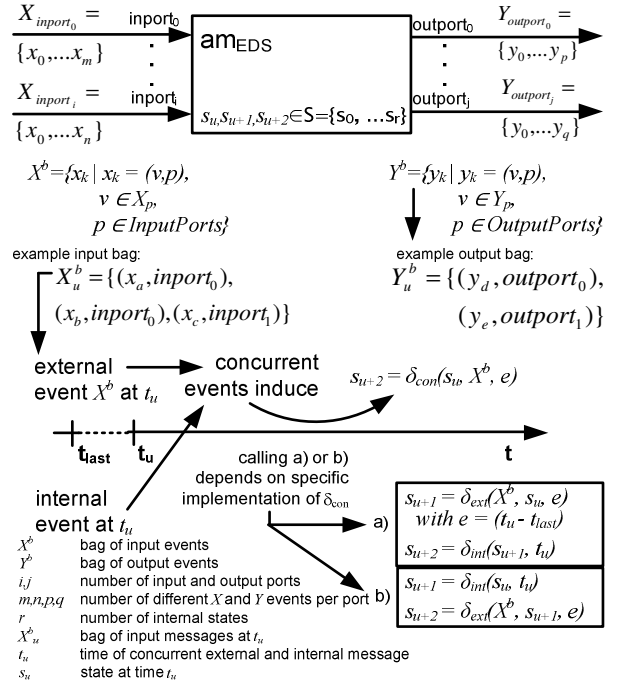 X_inport_0 = inport_0 am_EDS outport_0 Y_outport_0 =
{x_0,...x_m} {y_0,...y_p}
X_inport_i = inport_i outport_j Y_outport_j =
{x_0,...x_n} s_u,s_u+1,s_u+2∈S={s_0, ...s_r} {y_0,...y_q}
X^b={x_k | x_k = (v,p),
v ∈X_p,
p ∈InputPorts}
Y^b={y_k | y_k = (v,p),
v ∈Y_p,
p ∈OutputPorts}
example input bag:
X_u^b = {(x_a,inport_0),
(x_b,inport_0),(x_c,inport_1)}
example output bag:
Y_u^b = {(y_d,outport_0),
(y_e,outport_1)}
external
event X^b at t_u
concurrent
events induce
s_u+2 = δ_con(s_u, X^b, e)
t_last t_u t
internal
event at t_u
calling a) or b)
depends on specific
implementation of δ_con
a)
s_u+1 = δ_ext(X^b, s_u, e)
with e = (t_u - t_last)
s_u+2 = δ_int(s_u+1, t_u)
b)
s_u+1 = δ_int(s_u, t_u)
s_u+2 = δ_ext(X^b, s_u+1, e)
X^b bag of input events
Y^b bag of output events
i,j number of input and output ports
m,n,p,q number of different X and Y events per port
r number of internal states
X^b_u bag of input messages at t_u
t_u time of concurrent external and internal message
s_u state at time t_u